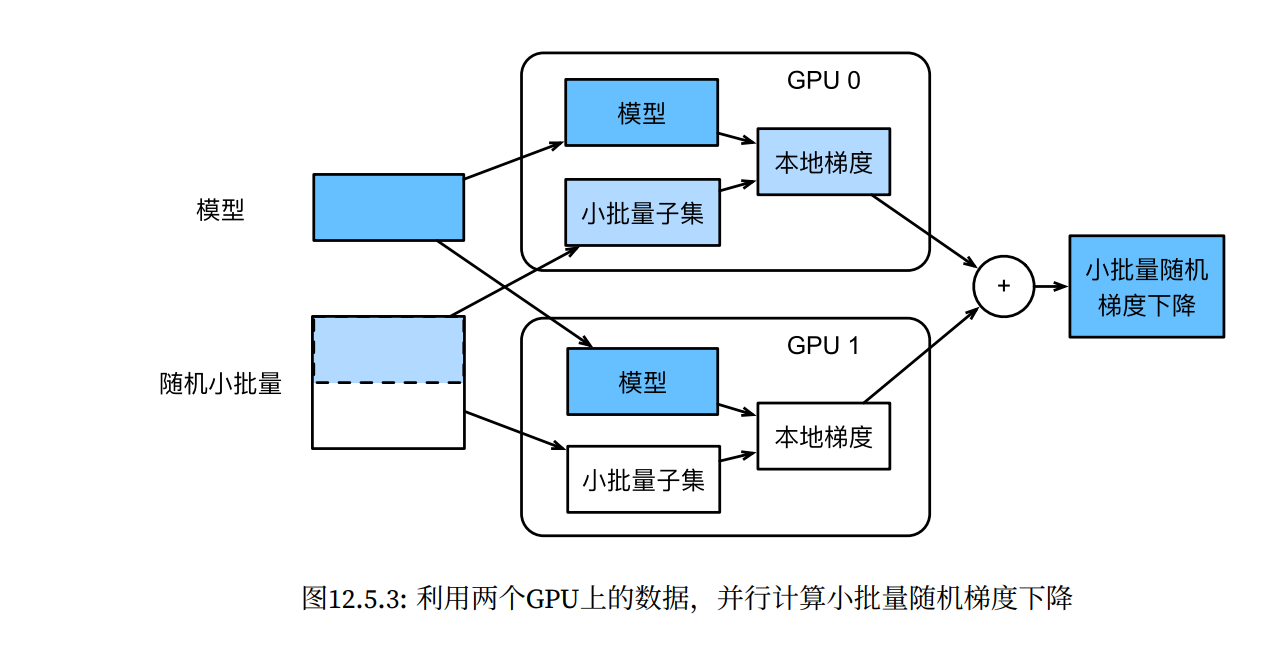 GPU 0
模型
本地梯度
小批量子集
模型
小批量随机
梯度下降
+
GPU 1
随机小批量
模型
本地梯度
小批量子集
图12.5.3: 利用两个GPU上的数据，并行计算小批量随机梯度下降